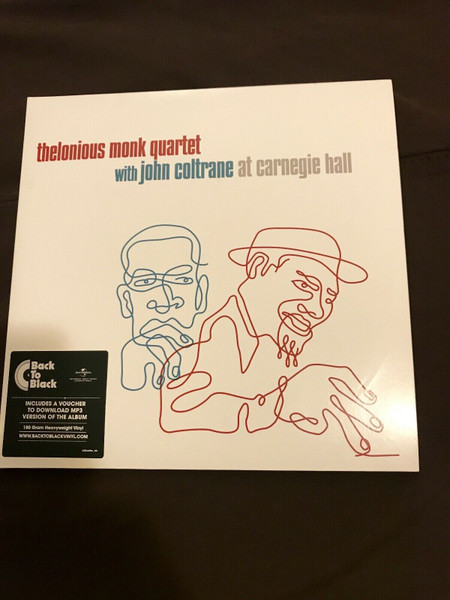 thelonious monk quartet
with john coltrane at carnegie hall
Back
To
Black
INCLUDES A VOUCHER
TO DOWNLOAD MP3
VERSION OF THE ALBUM
180 Gram Heavyweight Vinyl
WWW.BACKTOBLACKVINYL.COM